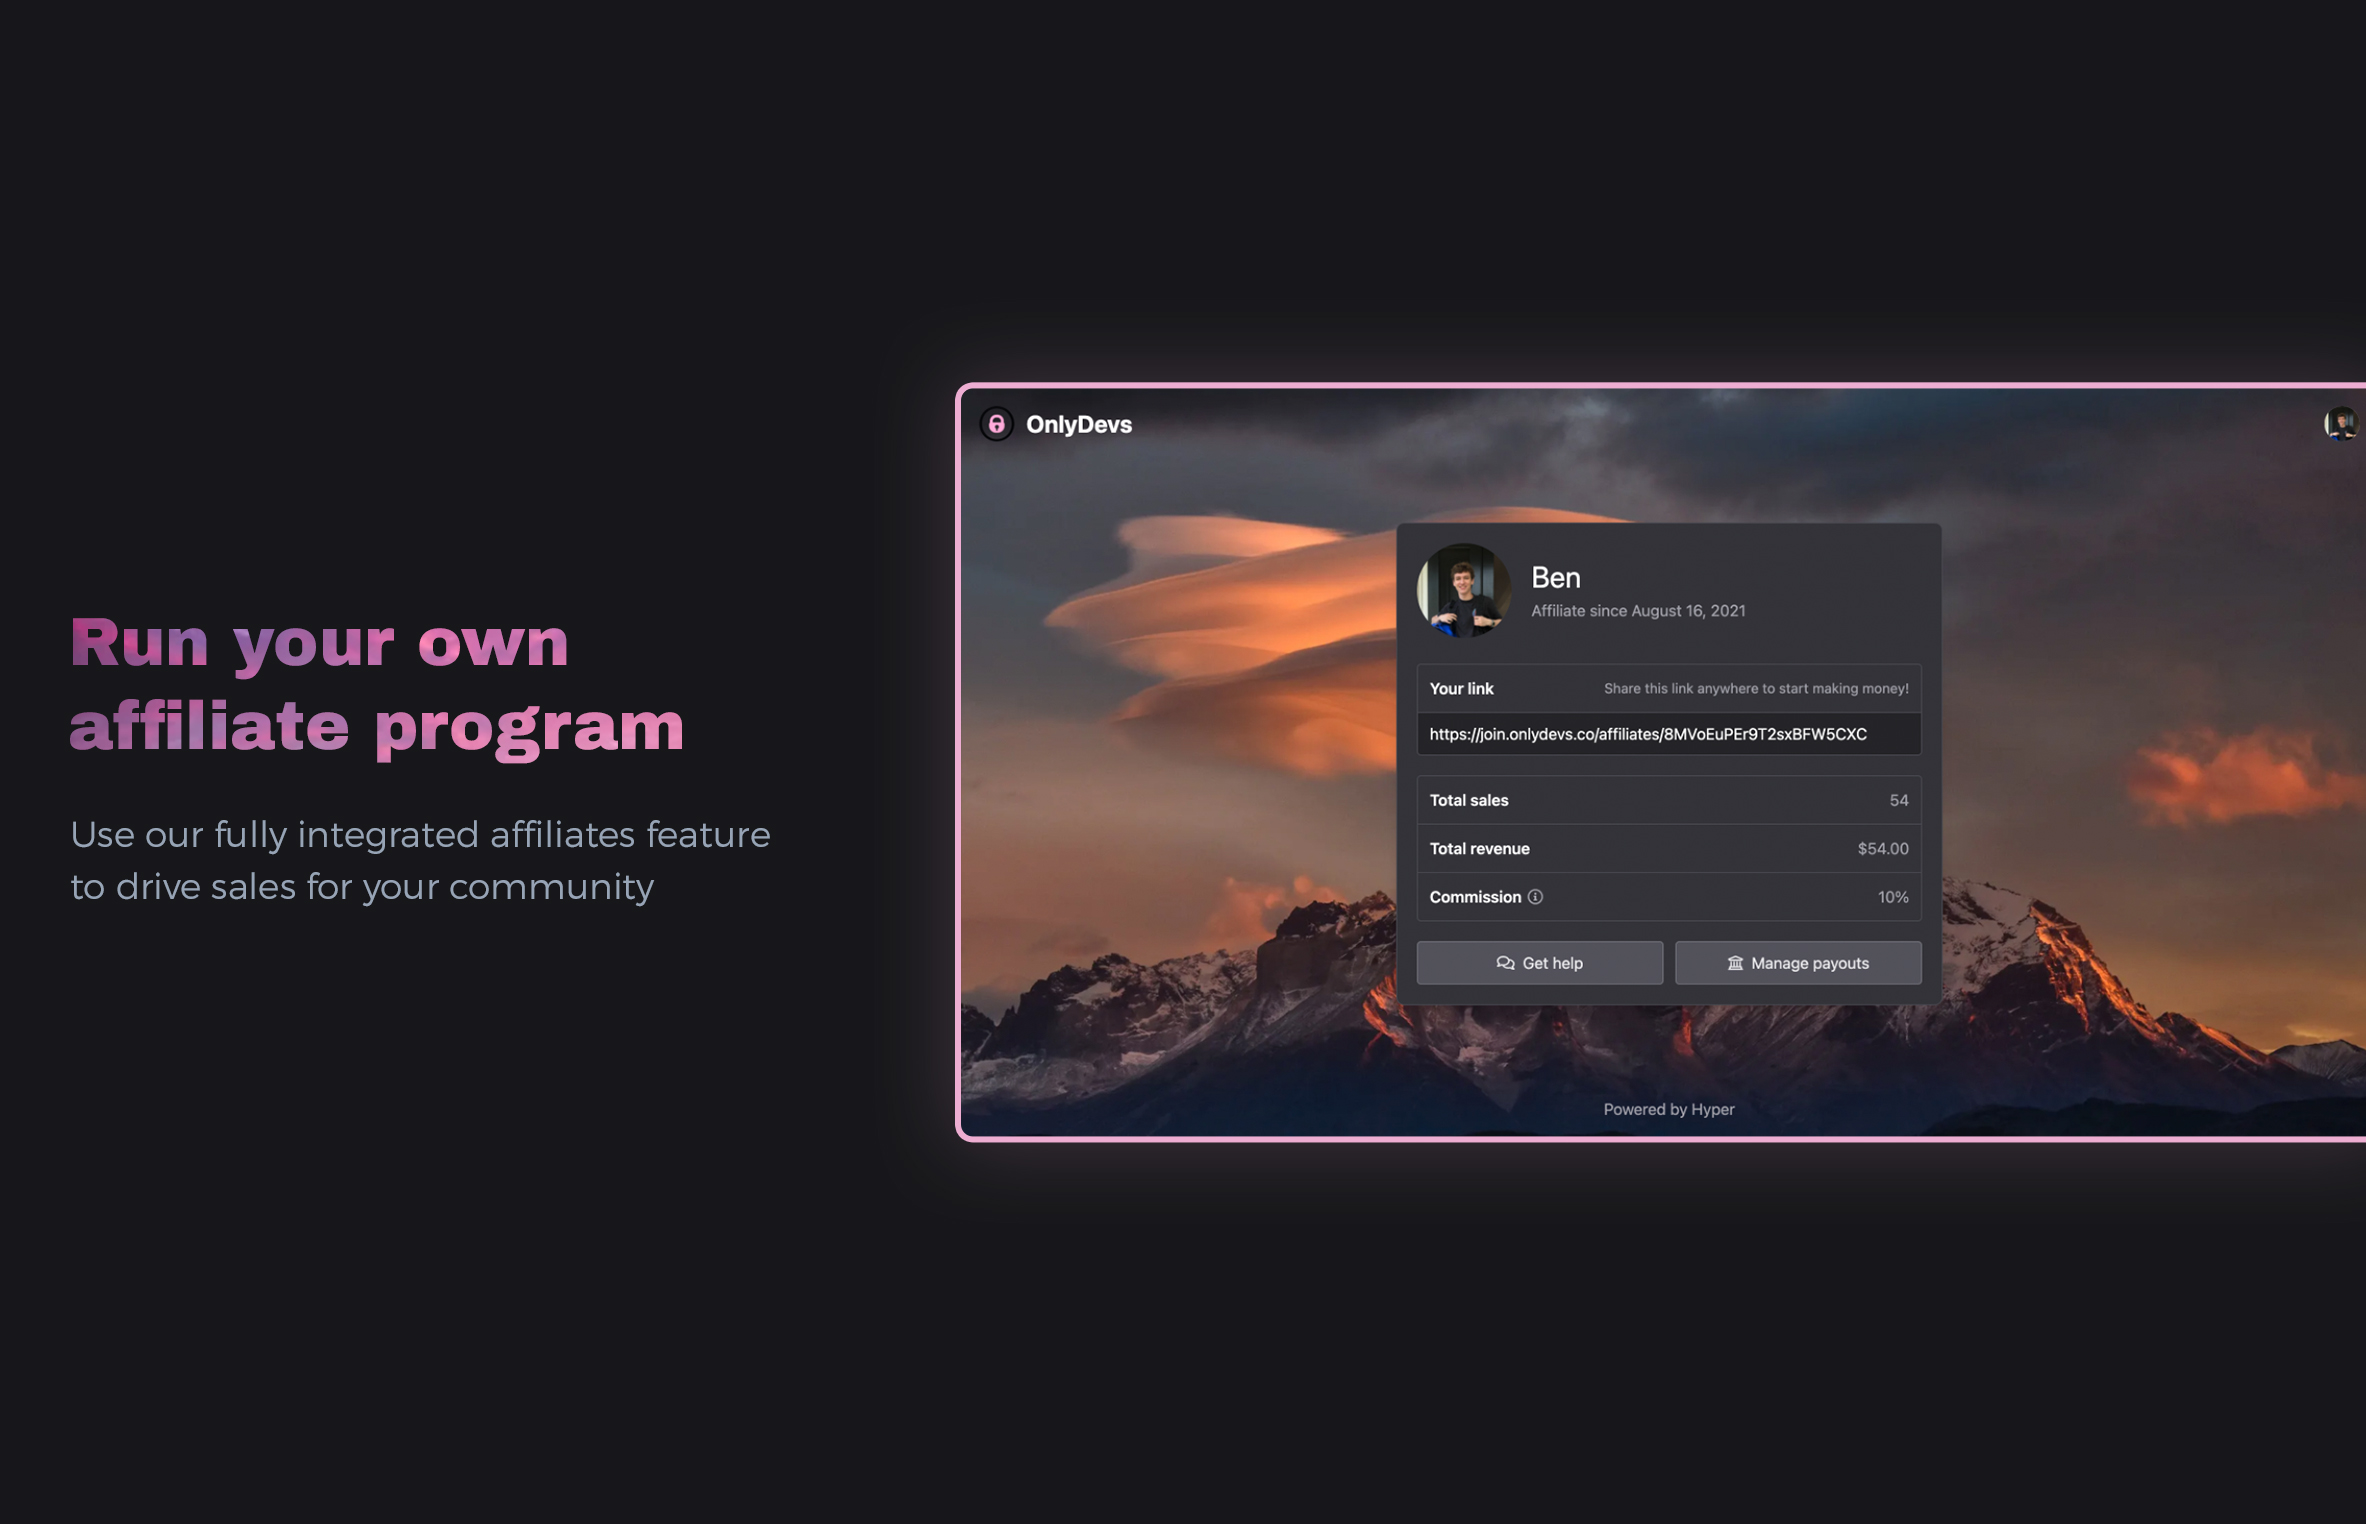 Run your own
affiliate program
Use our fully integrated affiliates feature
to drive sales for your community
OnlyDevs
Ben
Affiliate since August 16, 2021
Your link Share this link anywhere to start making money!
https://join.onlydevs.co/affiliates/8MVoEuPEr9T2sxBFW5CXC
Total sales 54
Total revenue $54.00
Commission 10%
Get help Manage payouts
Powered by Hyper